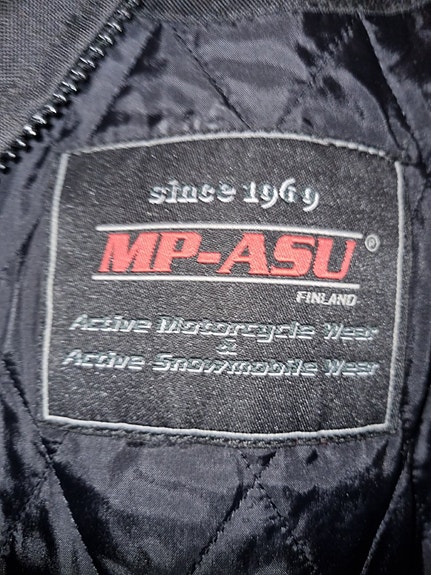 since 1969
MP-ASU®
FINLAND
Active Motorcycle Wear
&
Active Snowmobile Wear